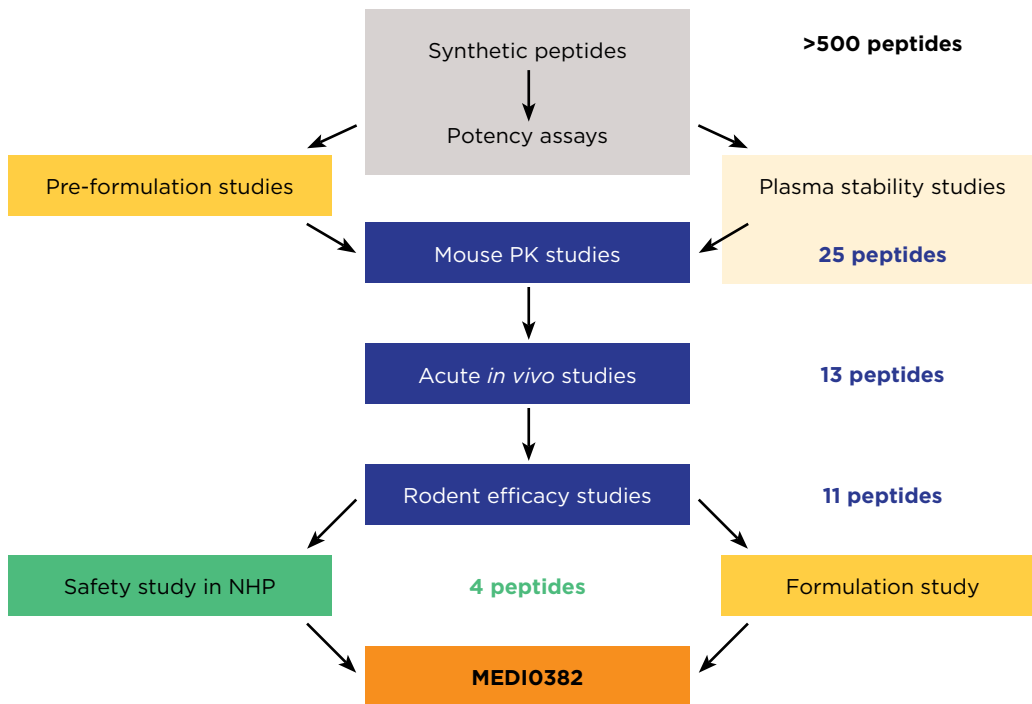 Synthetic peptides
>500 peptides
Potency assays
Pre-formulation studies
Plasma stability studies
Mouse PK studies
25 peptides
Acute in vivo studies
13 peptides
Rodent efficacy studies
11 peptides
Safety study in NHP
4 peptides
Formulation study
MEDI0382